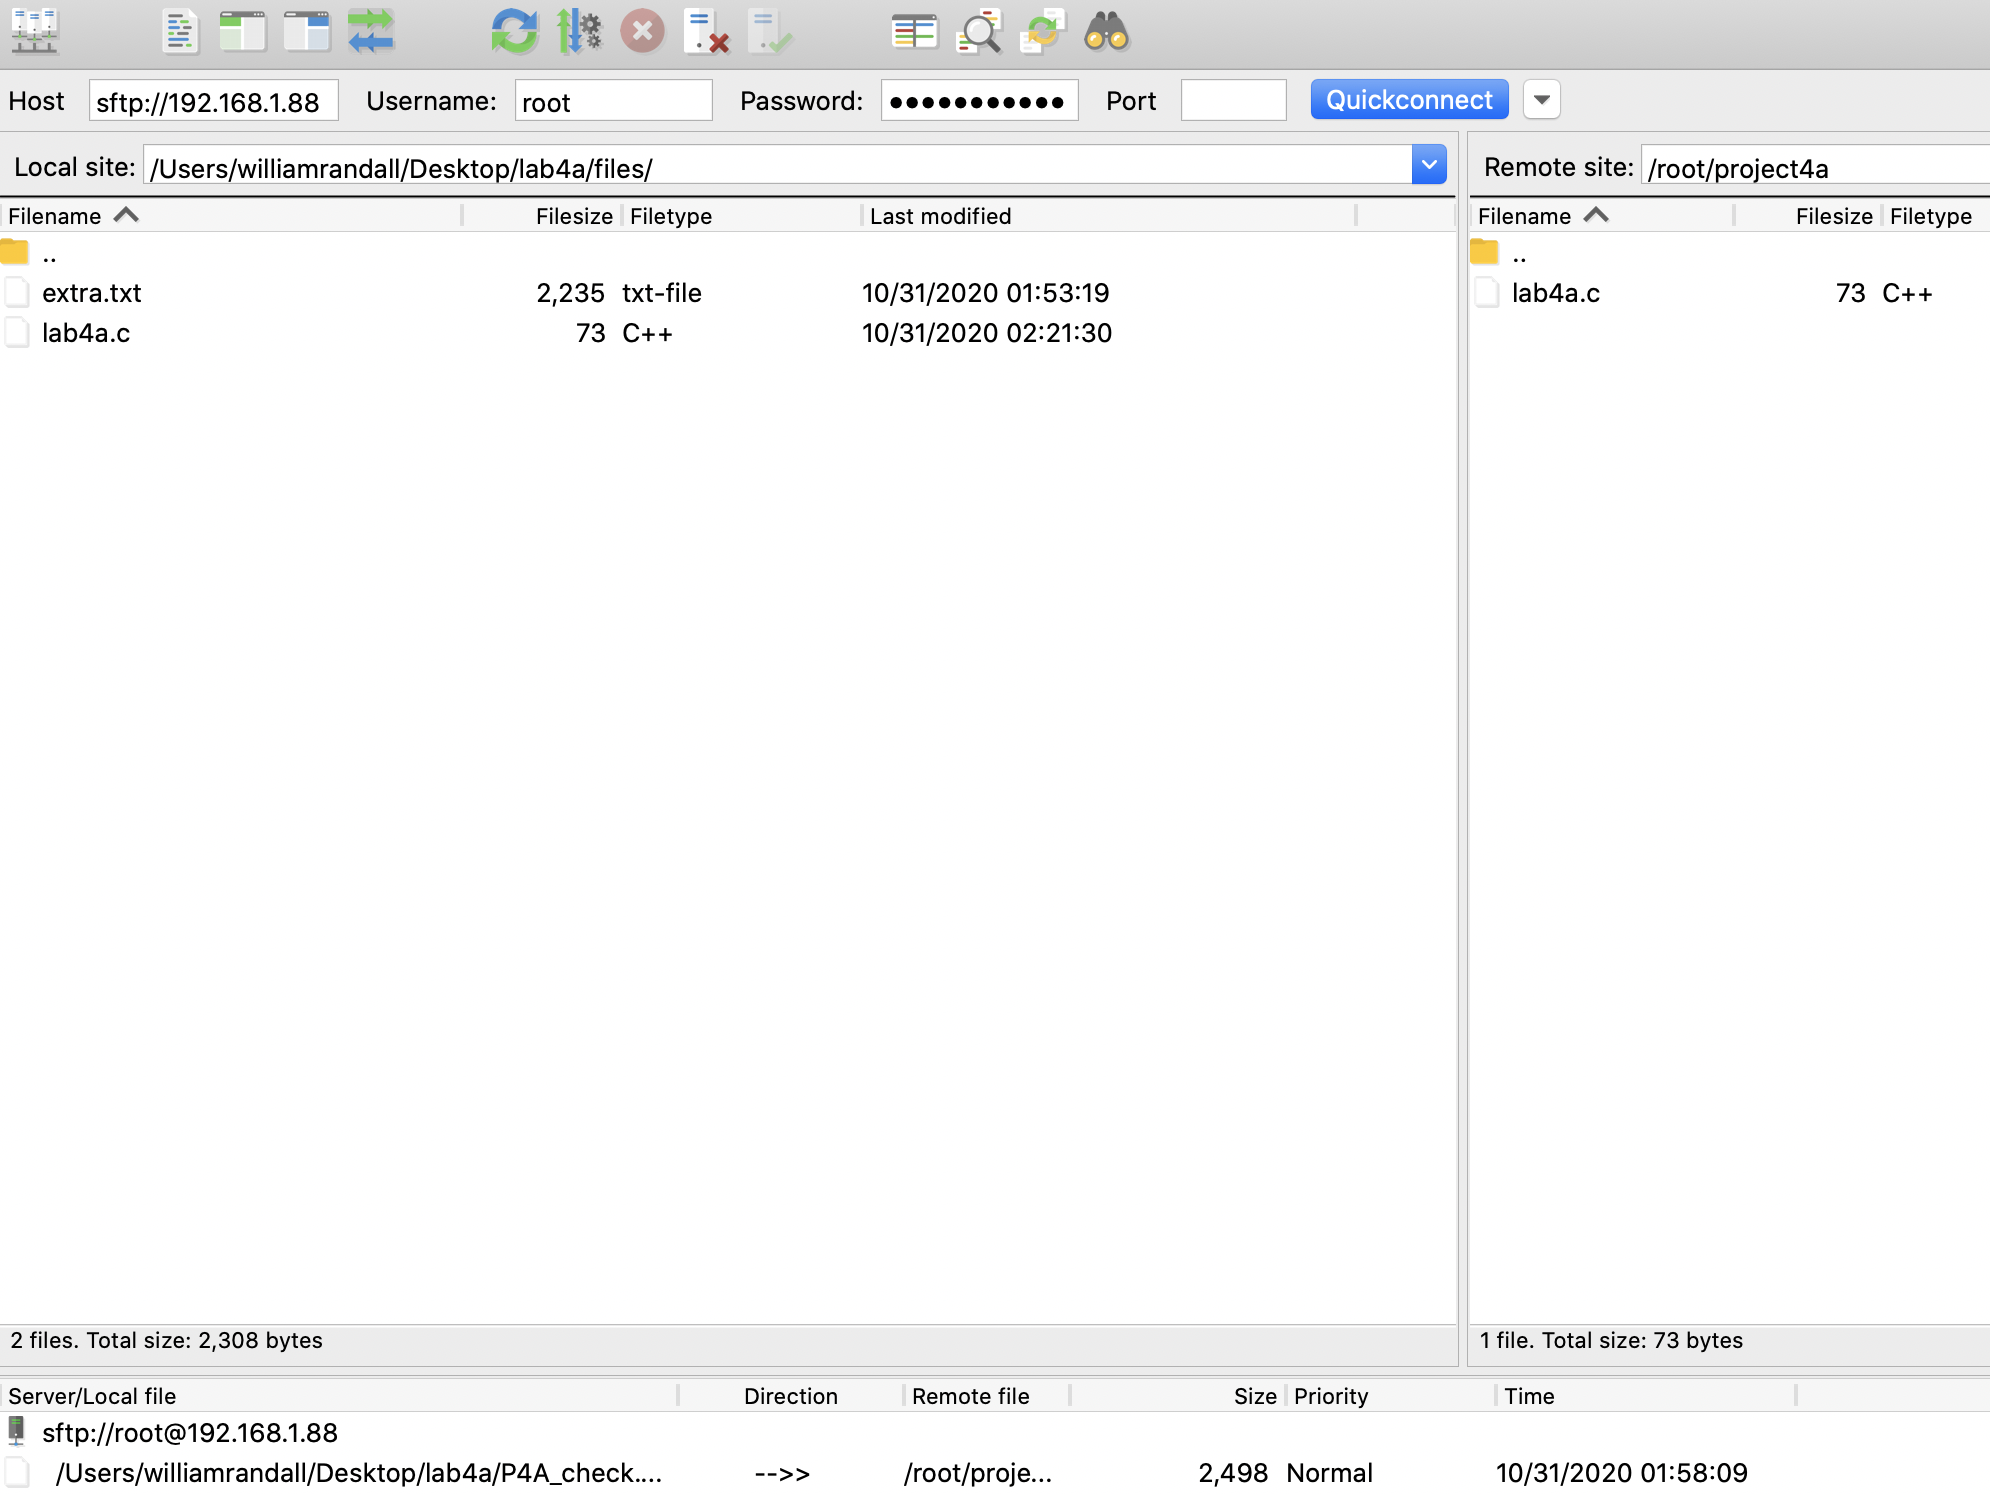 Host sftp://192.168.1.88 Username: root Password: ●●●●●●●●●●● Port Quickconnect
Local site: /Users/williamrandall/Desktop/lab4a/files/ Remote site: /root/project4a
Filename Filesize Filetype Last modified Filename Filesize Filetype
.. ..
extra.txt 2,235 txt-file 10/31/2020 01:53:19 lab4a.c 73 C++
lab4a.c 73 C++ 10/31/2020 02:21:30
2 files. Total size: 2,308 bytes 1 file. Total size: 73 bytes
Server/Local file Direction Remote file Size Priority Time
sftp://root@192.168.1.88
/Users/williamrandall/Desktop/lab4a/P4A_check.... -->> /root/proje... 2,498 Normal 10/31/2020 01:58:09